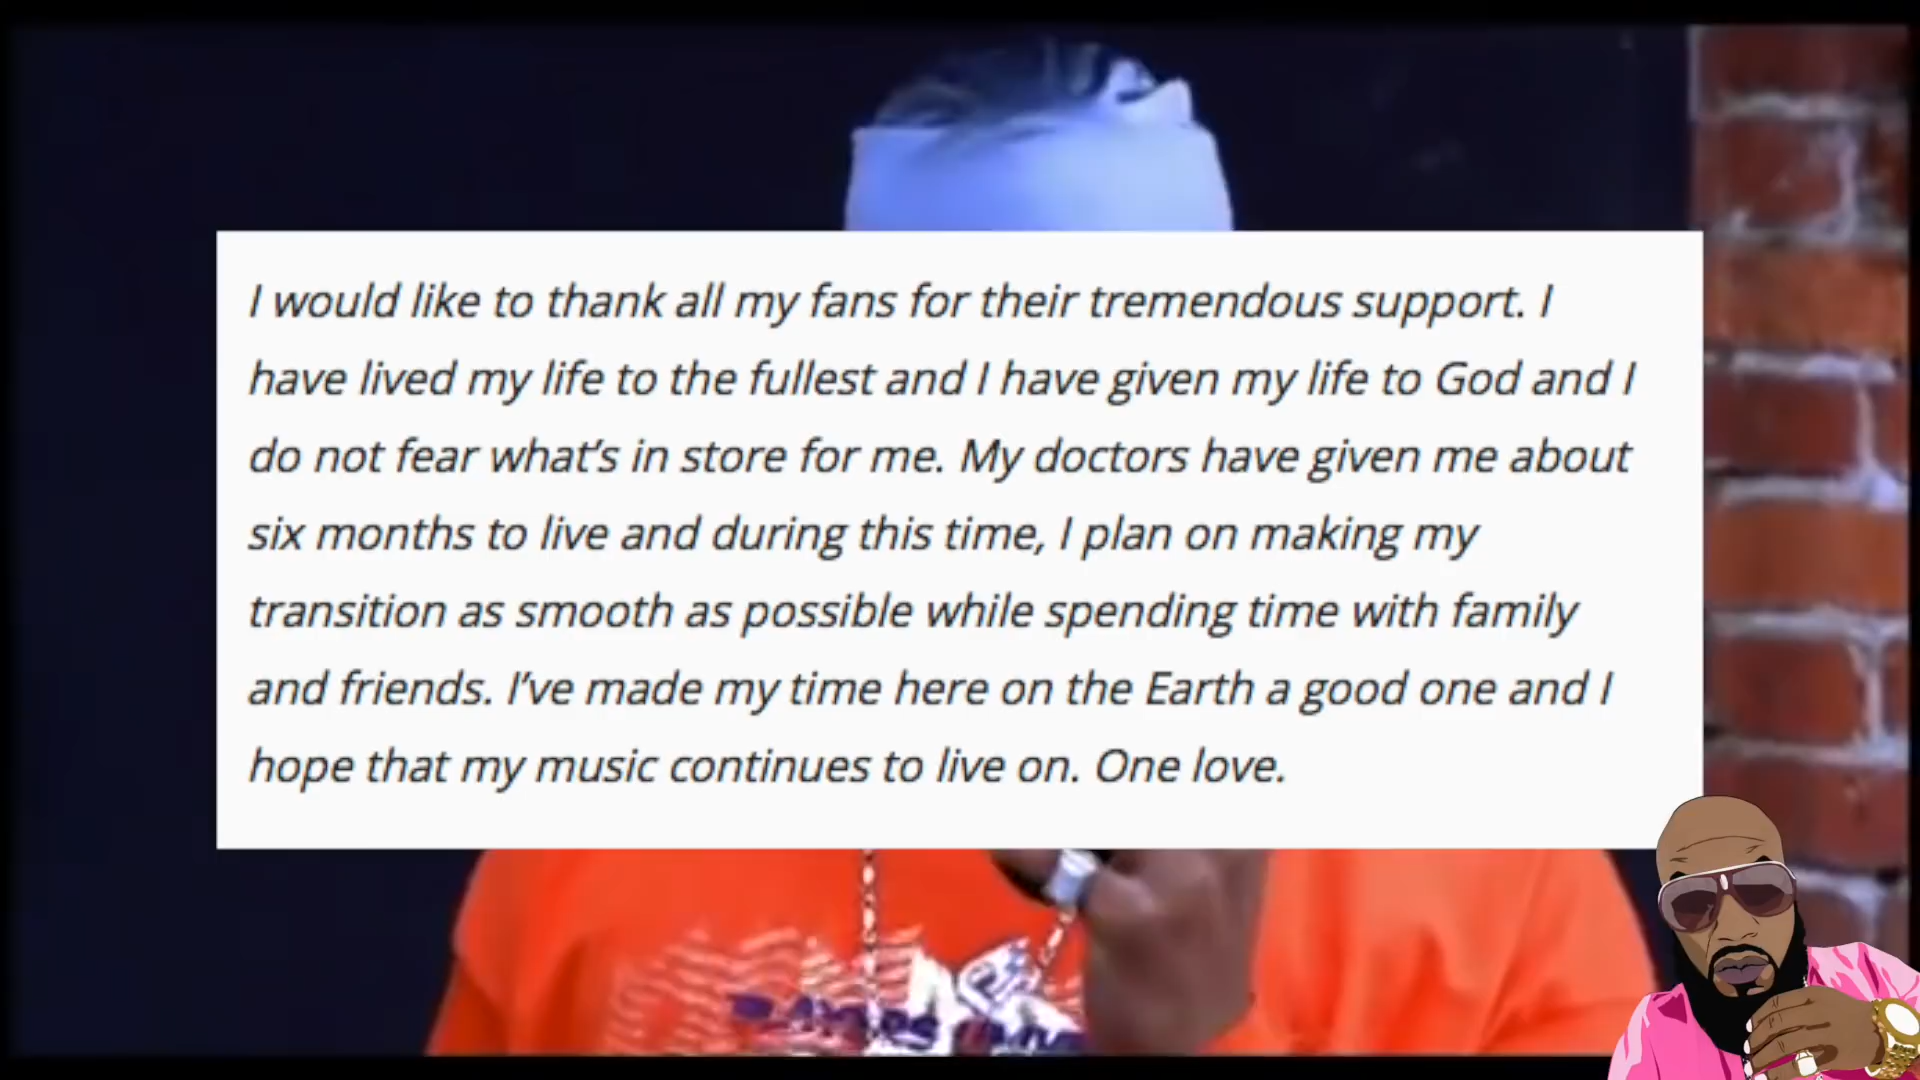 I would like to thank all my fans for their tremendous support. I
have lived my life to the fullest and I have given my life to God and I
do not fear what’s in store for me. My doctors have given me about
six months to live and during this time, I plan on making my
transition as smooth as possible while spending time with family
and friends. I’ve made my time here on the Earth a good one and I
hope that my music continues to live on. One love.